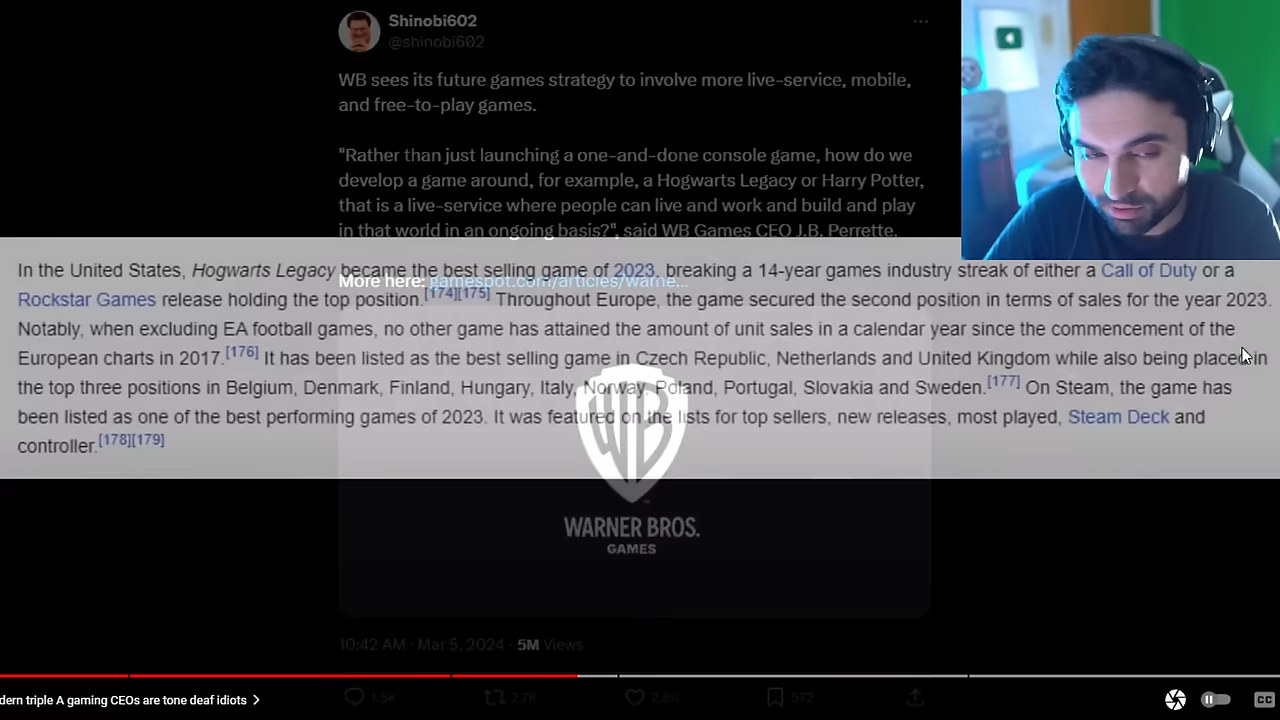 Shinobi602
@shinobi602
WB sees its future games strategy to involve more live-service, mobile,
and free-to-play games.
"Rather than just launching a one-and-done console game, how do we
develop a game around, for example, a Hogwarts Legacy or Harry Potter,
that is a live-service where people can live and work and build and play
in that world in an ongoing basis?", said WB Games CEO J.B. Perrette.
In the United States, Hogwarts Legacy became the best selling game of 2023, breaking a 14-year games industry streak of either a Call of Duty or a
More here: gamespot.com/articles/warne...
Rockstar Games release holding the top position.[174][175] Throughout Europe, the game secured the second position in terms of sales for the year 2023.
Notably, when excluding EA football games, no other game has attained the amount of unit sales in a calendar year since the commencement of the
European charts in 2017.[176] It has been listed as the best selling game in Czech Republic, Netherlands and United Kingdom while also being placed in
the top three positions in Belgium, Denmark, Finland, Hungary, Italy, Norway, Poland, Portugal, Slovakia and Sweden.[177] On Steam, the game has
been listed as one of the best performing games of 2023. It was featured on the lists for top sellers, new releases, most played, Steam Deck and
controller.[178][179]
WB
WARNER BROS.
GAMES
10:42 AM · Mar 5, 2024 · 5M Views
1.5K 2.7K 2.8K 572
dern triple A gaming CEOs are tone deaf idiots
CC